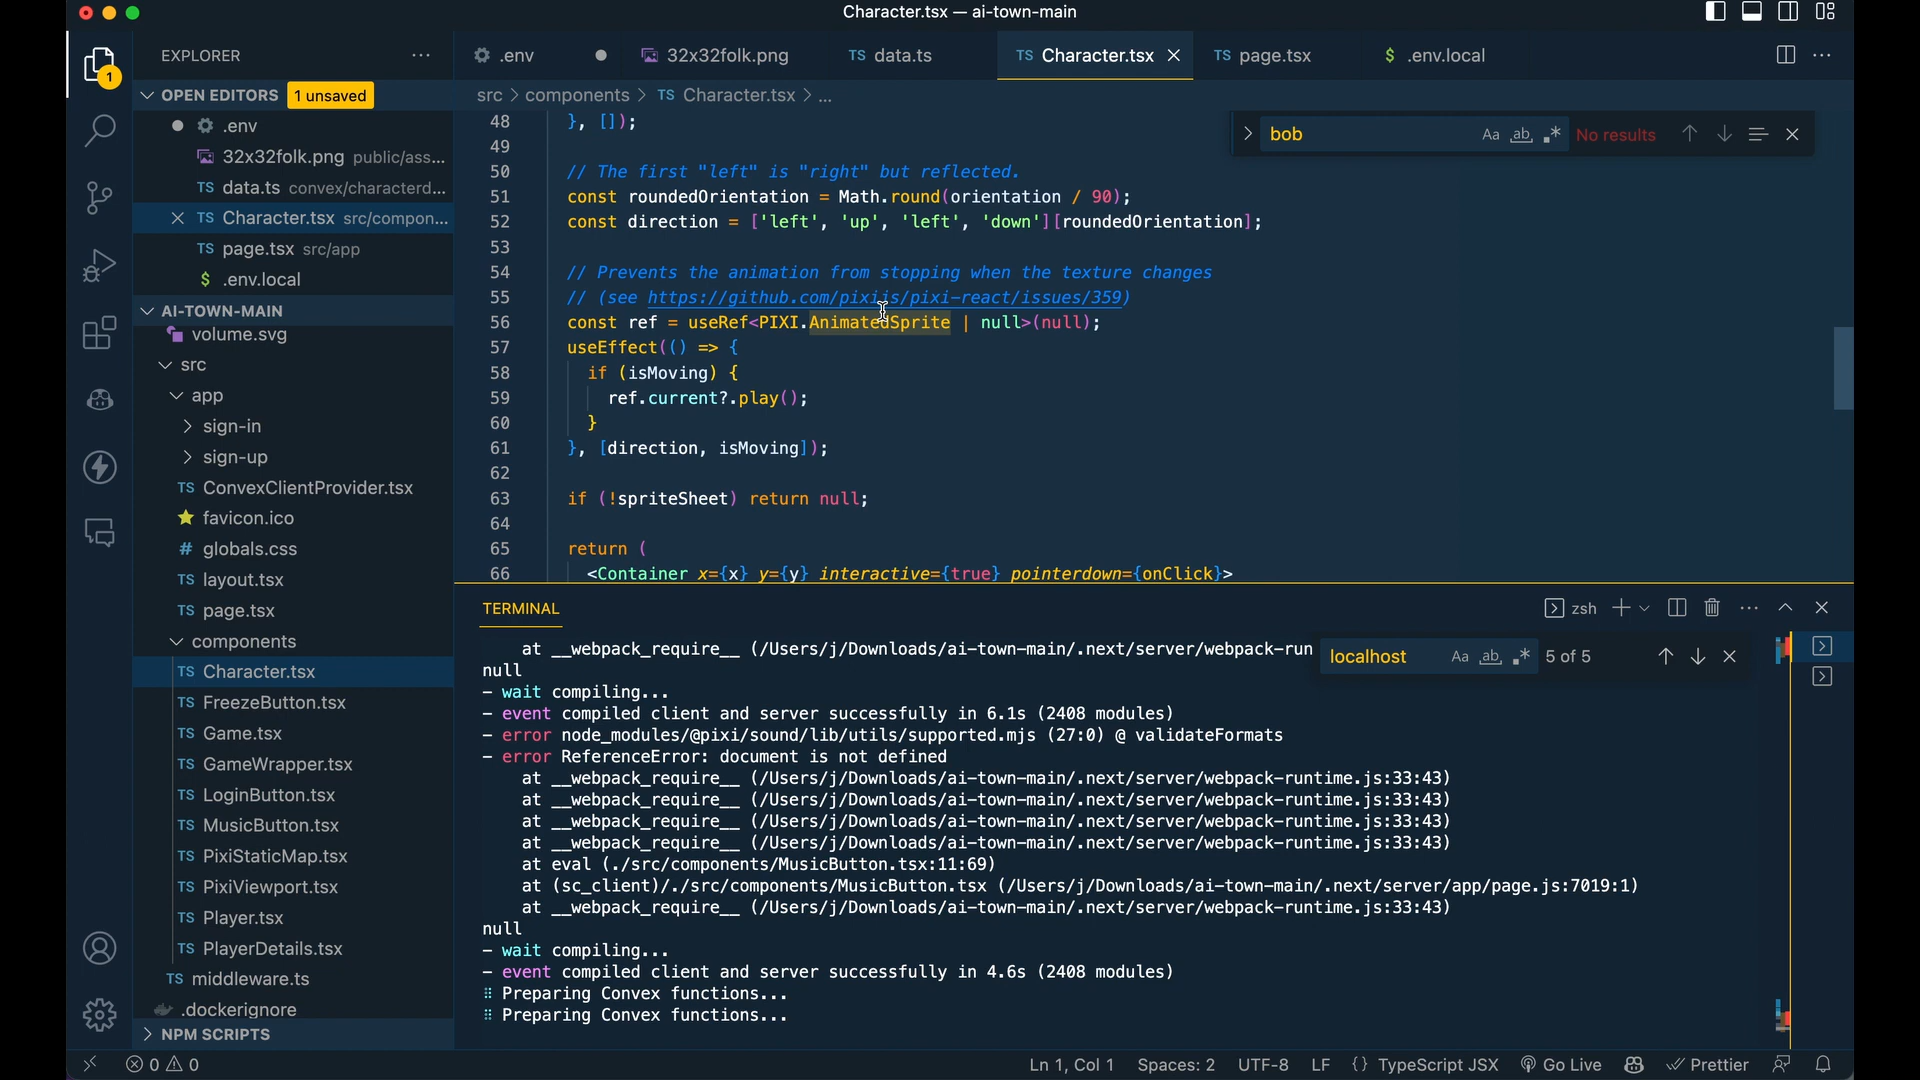 Character.tsx — ai-town-main
EXPLORER
1
OPEN EDITORS 1 unsaved
.env
32x32folk.png public/ass...
TS data.ts convex/characterd...
TS Character.tsx src/compon...
TS page.tsx src/app
$ .env.local
AI-TOWN-MAIN
volume.svg
src
app
sign-in
sign-up
TS ConvexClientProvider.tsx
favicon.ico
# globals.css
TS layout.tsx
TS page.tsx
components
TS Character.tsx
TS FreezeButton.tsx
TS Game.tsx
TS GameWrapper.tsx
TS LoginButton.tsx
TS MusicButton.tsx
TS PixiStaticMap.tsx
TS PixiViewport.tsx
TS Player.tsx
TS PlayerDetails.tsx
TS middleware.ts
.dockerignore
NPM SCRIPTS
.env
32x32folk.png
TS data.ts
TS Character.tsx
TS page.tsx
$ .env.local
src > components > TS Character.tsx > ...
bob Aa ab No results
48 }, []);
49
50 // The first "left" is "right" but reflected.
51 const roundedOrientation = Math.round(orientation / 90);
52 const direction = ['left', 'up', 'left', 'down'][roundedOrientation];
53
54 // Prevents the animation from stopping when the texture changes
55 // (see https://github.com/pixijs/pixi-react/issues/359)
56 const ref = useRef<PIXI.AnimatedSprite | null>(null);
57 useEffect(() => {
58 if (isMoving) {
59 ref.current?.play();
60 }
61 }, [direction, isMoving]);
62
63 if (!spriteSheet) return null;
64
65 return (
66 <Container x={x} y={y} interactive={true} pointerdown={onClick}>
TERMINAL
zsh
localhost Aa ab 5 of 5
at __webpack_require__ (/Users/j/Downloads/ai-town-main/.next/server/webpack-run
null
- wait compiling...
- event compiled client and server successfully in 6.1s (2408 modules)
- error node_modules/@pixi/sound/lib/utils/supported.mjs (27:0) @ validateFormats
- error ReferenceError: document is not defined
at __webpack_require__ (/Users/j/Downloads/ai-town-main/.next/server/webpack-runtime.js:33:43)
at __webpack_require__ (/Users/j/Downloads/ai-town-main/.next/server/webpack-runtime.js:33:43)
at __webpack_require__ (/Users/j/Downloads/ai-town-main/.next/server/webpack-runtime.js:33:43)
at __webpack_require__ (/Users/j/Downloads/ai-town-main/.next/server/webpack-runtime.js:33:43)
at eval (./src/components/MusicButton.tsx:11:69)
at (sc_client)/./src/components/MusicButton.tsx (/Users/j/Downloads/ai-town-main/.next/server/app/page.js:7019:1)
at __webpack_require__ (/Users/j/Downloads/ai-town-main/.next/server/webpack-runtime.js:33:43)
null
- wait compiling...
- event compiled client and server successfully in 4.6s (2408 modules)
⠿ Preparing Convex functions...
⠿ Preparing Convex functions...
0 0
Ln 1, Col 1 Spaces: 2 UTF-8 LF {} TypeScript JSX Go Live Prettier